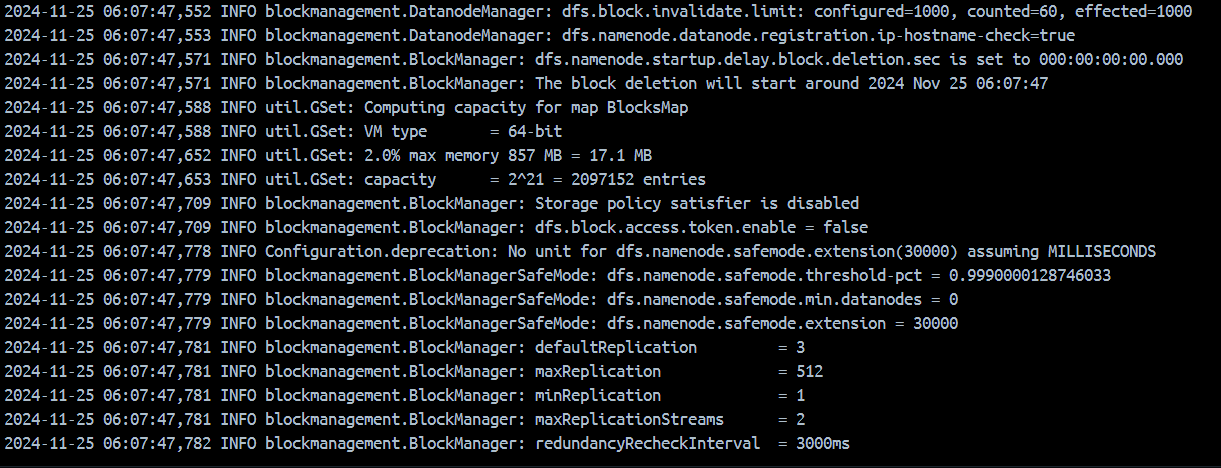 2024-11-25 06:07:47,552 INFO blockmanagement.DatanodeManager: dfs.block.invalidate.limit: configured=1000, counted=60, effected=1000
2024-11-25 06:07:47,553 INFO blockmanagement.DatanodeManager: dfs.namenode.datanode.registration.ip-hostname-check=true
2024-11-25 06:07:47,571 INFO blockmanagement.BlockManager: dfs.namenode.startup.delay.block.deletion.sec is set to 000:00:00:00.000
2024-11-25 06:07:47,571 INFO blockmanagement.BlockManager: The block deletion will start around 2024 Nov 25 06:07:47
2024-11-25 06:07:47,588 INFO util.GSet: Computing capacity for map BlocksMap
2024-11-25 06:07:47,588 INFO util.GSet: VM type       = 64-bit
2024-11-25 06:07:47,652 INFO util.GSet: 2.0% max memory 857 MB = 17.1 MB
2024-11-25 06:07:47,653 INFO util.GSet: capacity      = 2^21 = 2097152 entries
2024-11-25 06:07:47,709 INFO blockmanagement.BlockManager: Storage policy satisfier is disabled
2024-11-25 06:07:47,709 INFO blockmanagement.BlockManager: dfs.block.access.token.enable = false
2024-11-25 06:07:47,778 INFO Configuration.deprecation: No unit for dfs.namenode.safemode.extension(30000) assuming MILLISECONDS
2024-11-25 06:07:47,779 INFO blockmanagement.BlockManagerSafeMode: dfs.namenode.safemode.threshold-pct = 0.9990000128746033
2024-11-25 06:07:47,779 INFO blockmanagement.BlockManagerSafeMode: dfs.namenode.safemode.min.datanodes = 0
2024-11-25 06:07:47,779 INFO blockmanagement.BlockManagerSafeMode: dfs.namenode.safemode.extension = 30000
2024-11-25 06:07:47,781 INFO blockmanagement.BlockManager: defaultReplication         = 3
2024-11-25 06:07:47,781 INFO blockmanagement.BlockManager: maxReplication             = 512
2024-11-25 06:07:47,781 INFO blockmanagement.BlockManager: minReplication             = 1
2024-11-25 06:07:47,781 INFO blockmanagement.BlockManager: maxReplicationStreams      = 2
2024-11-25 06:07:47,782 INFO blockmanagement.BlockManager: redundancyRecheckInterval  = 3000ms